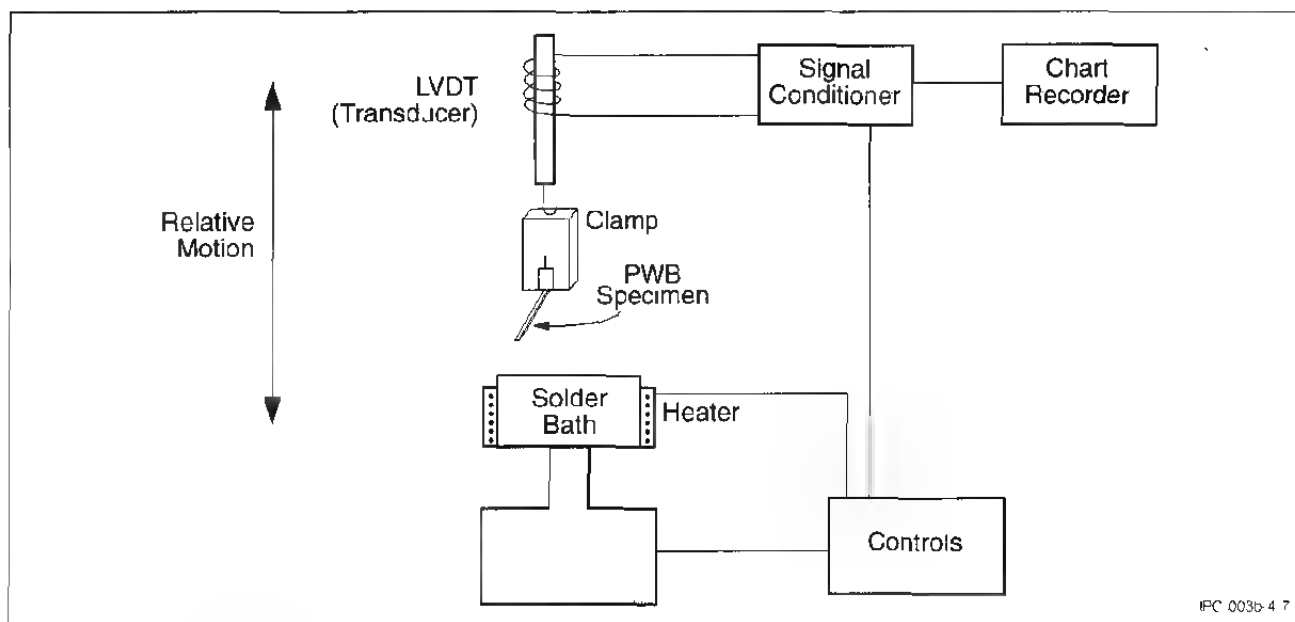 LVDT
(Transducer)
Signal
Conditioner
Chart
Recorder
Relative
Motion
Clamp
PWB
Specimen
Solder
Bath
Heater
Controls
IPC-003b-4-7